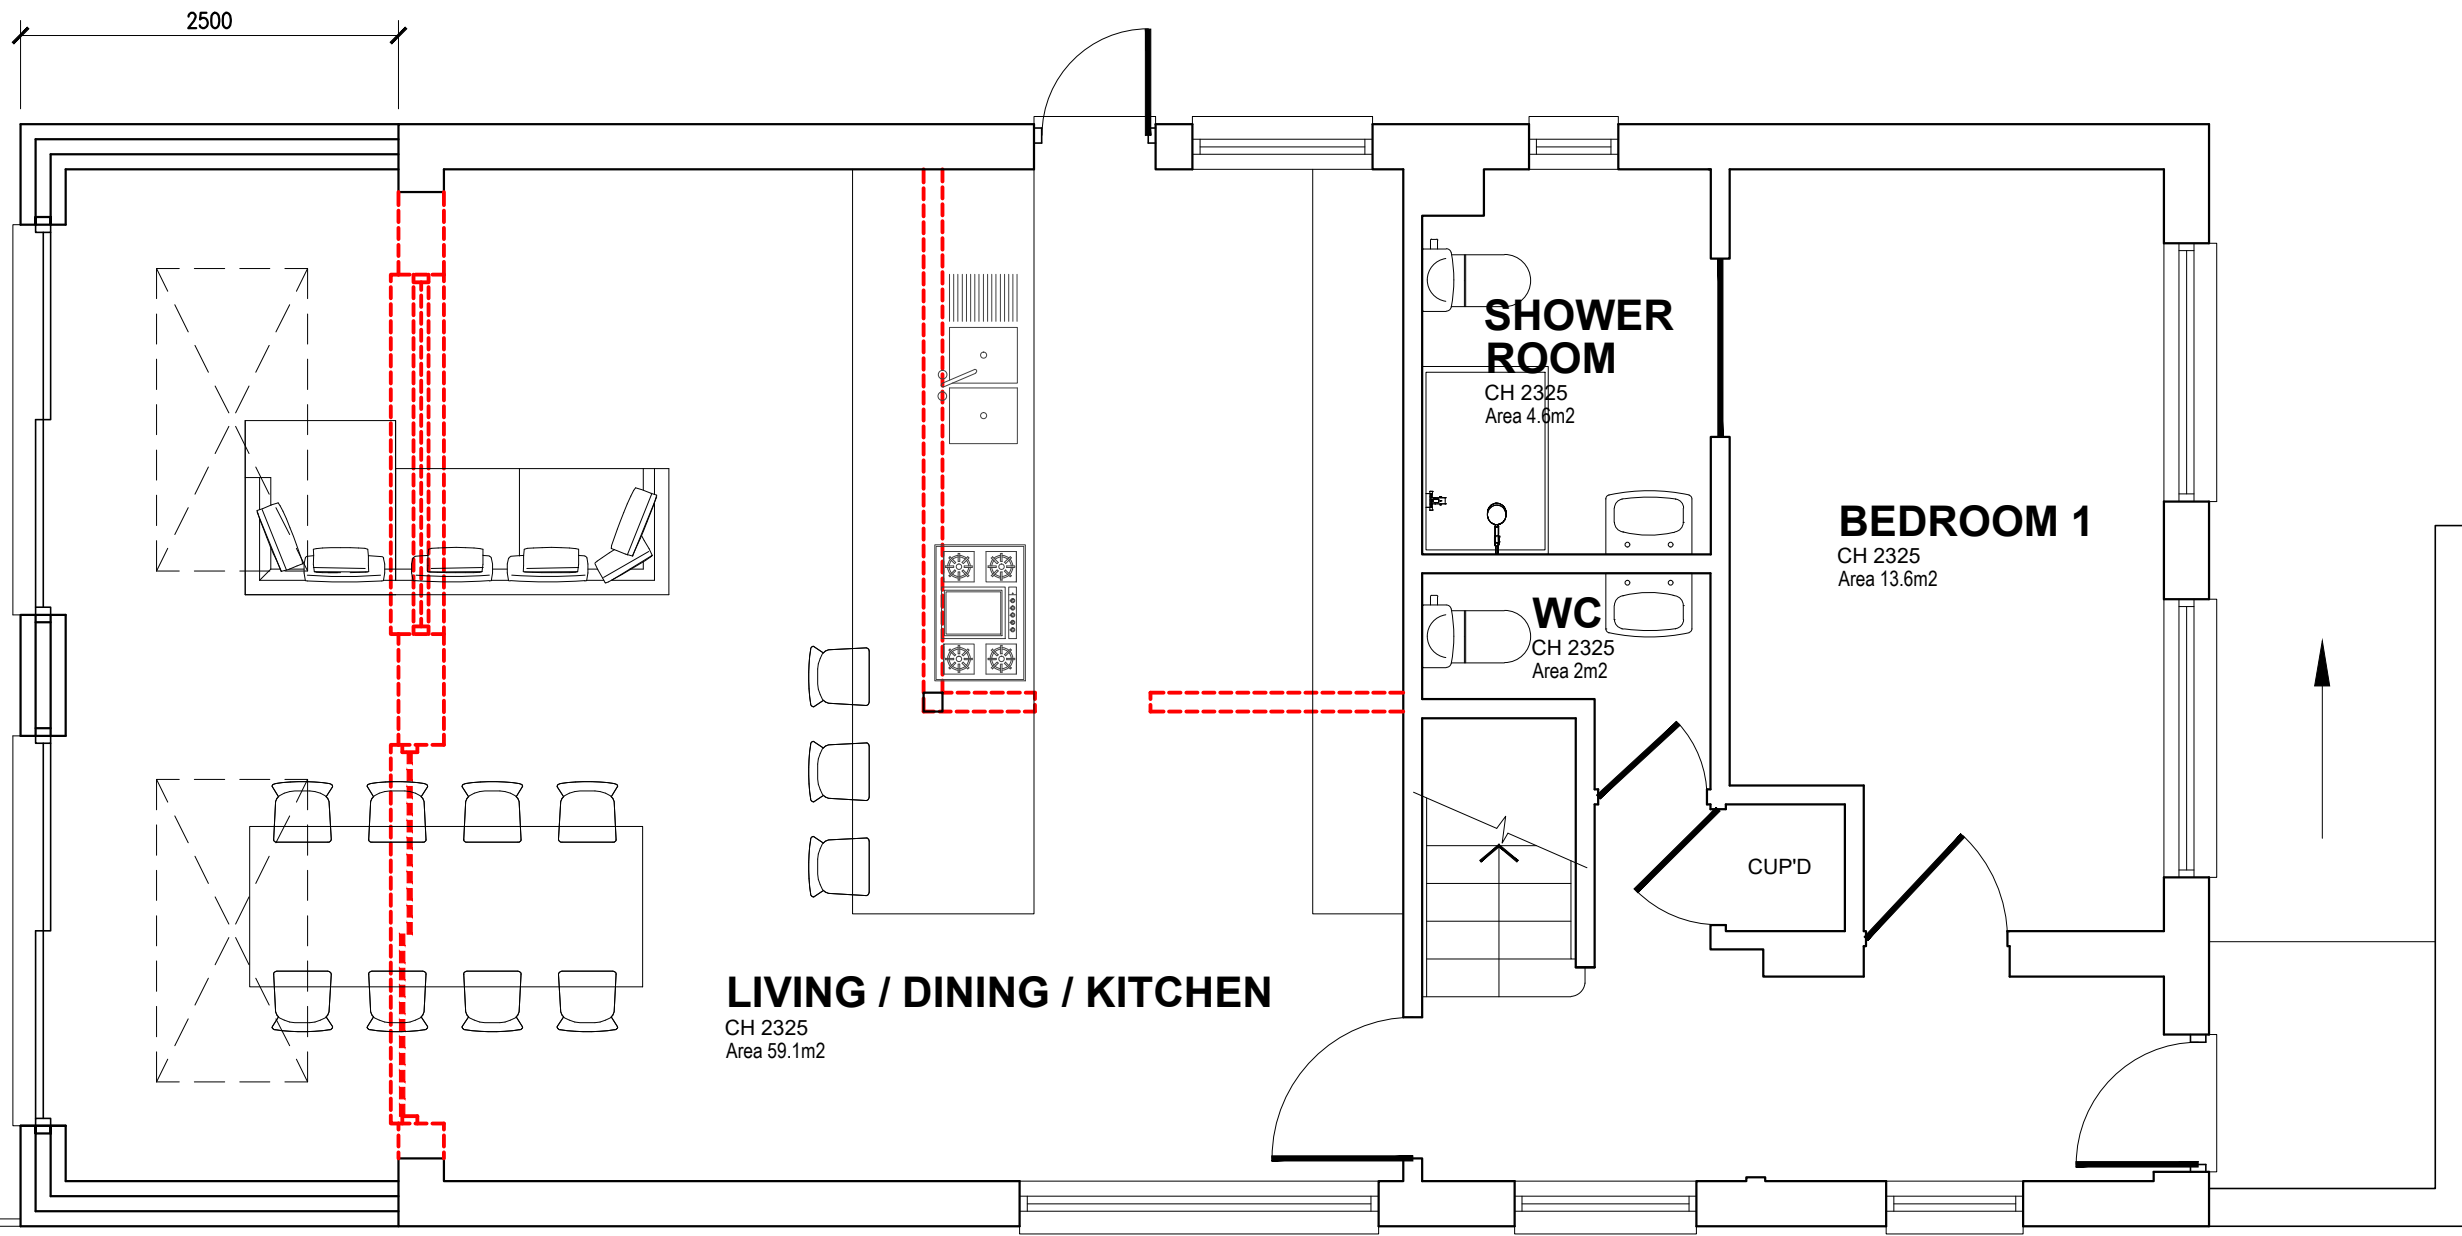 2500
SHOWER
ROOM
CH 2325
Area 4.6m2
BEDROOM 1
CH 2325
Area 13.6m2
WC
CH 2325
Area 2m2
CUP'D
LIVING / DINING / KITCHEN
CH 2325
Area 59.1m2